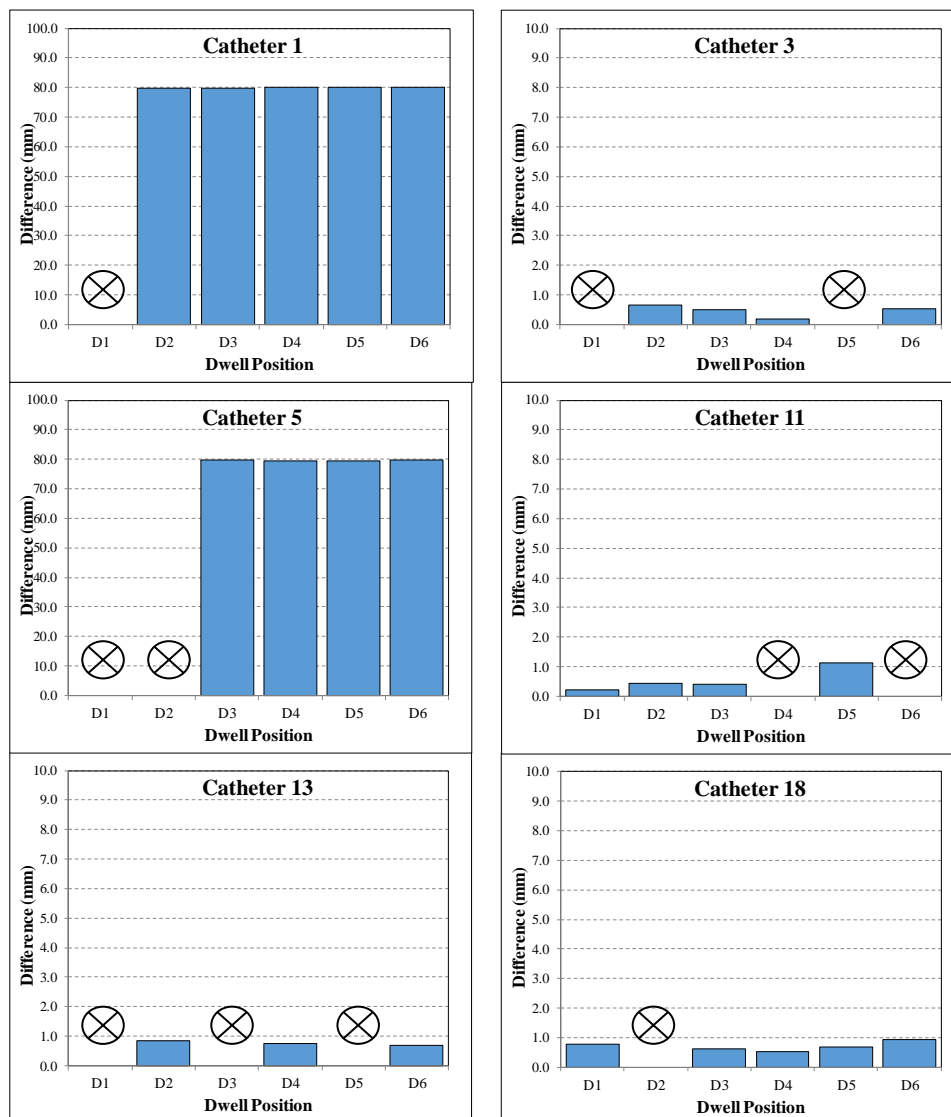 Catheter 1
Difference (mm)
100.0
90.0
80.0
70.0
60.0
50.0
40.0
30.0
20.0
10.0
0.0
D1 D2 D3 D4 D5 D6
Dwell Position
Catheter 3
Difference (mm)
10.0
9.0
8.0
7.0
6.0
5.0
4.0
3.0
2.0
1.0
0.0
D1 D2 D3 D4 D5 D6
Dwell Position
Catheter 5
Difference (mm)
100.0
90.0
80.0
70.0
60.0
50.0
40.0
30.0
20.0
10.0
0.0
D1 D2 D3 D4 D5 D6
Dwell Position
Catheter 11
Difference (mm)
10.0
9.0
8.0
7.0
6.0
5.0
4.0
3.0
2.0
1.0
0.0
D1 D2 D3 D4 D5 D6
Dwell Position
Catheter 13
Difference (mm)
10.0
9.0
8.0
7.0
6.0
5.0
4.0
3.0
2.0
1.0
0.0
D1 D2 D3 D4 D5 D6
Dwell Position
Catheter 18
Difference (mm)
10.0
9.0
8.0
7.0
6.0
5.0
4.0
3.0
2.0
1.0
0.0
D1 D2 D3 D4 D5 D6
Dwell Position